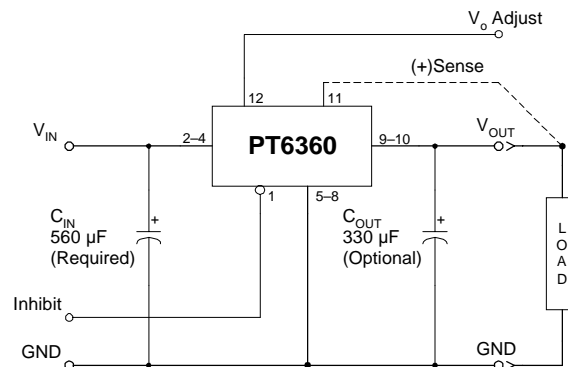 Vo Adjust
(+)Sense
12
11
VIN
2–4
PT6360
9–10
VOUT
1
5–8
CIN
560 µF
(Required)
+
COUT
330 µF
(Optional)
+
LOAD
Inhibit
GND
GND